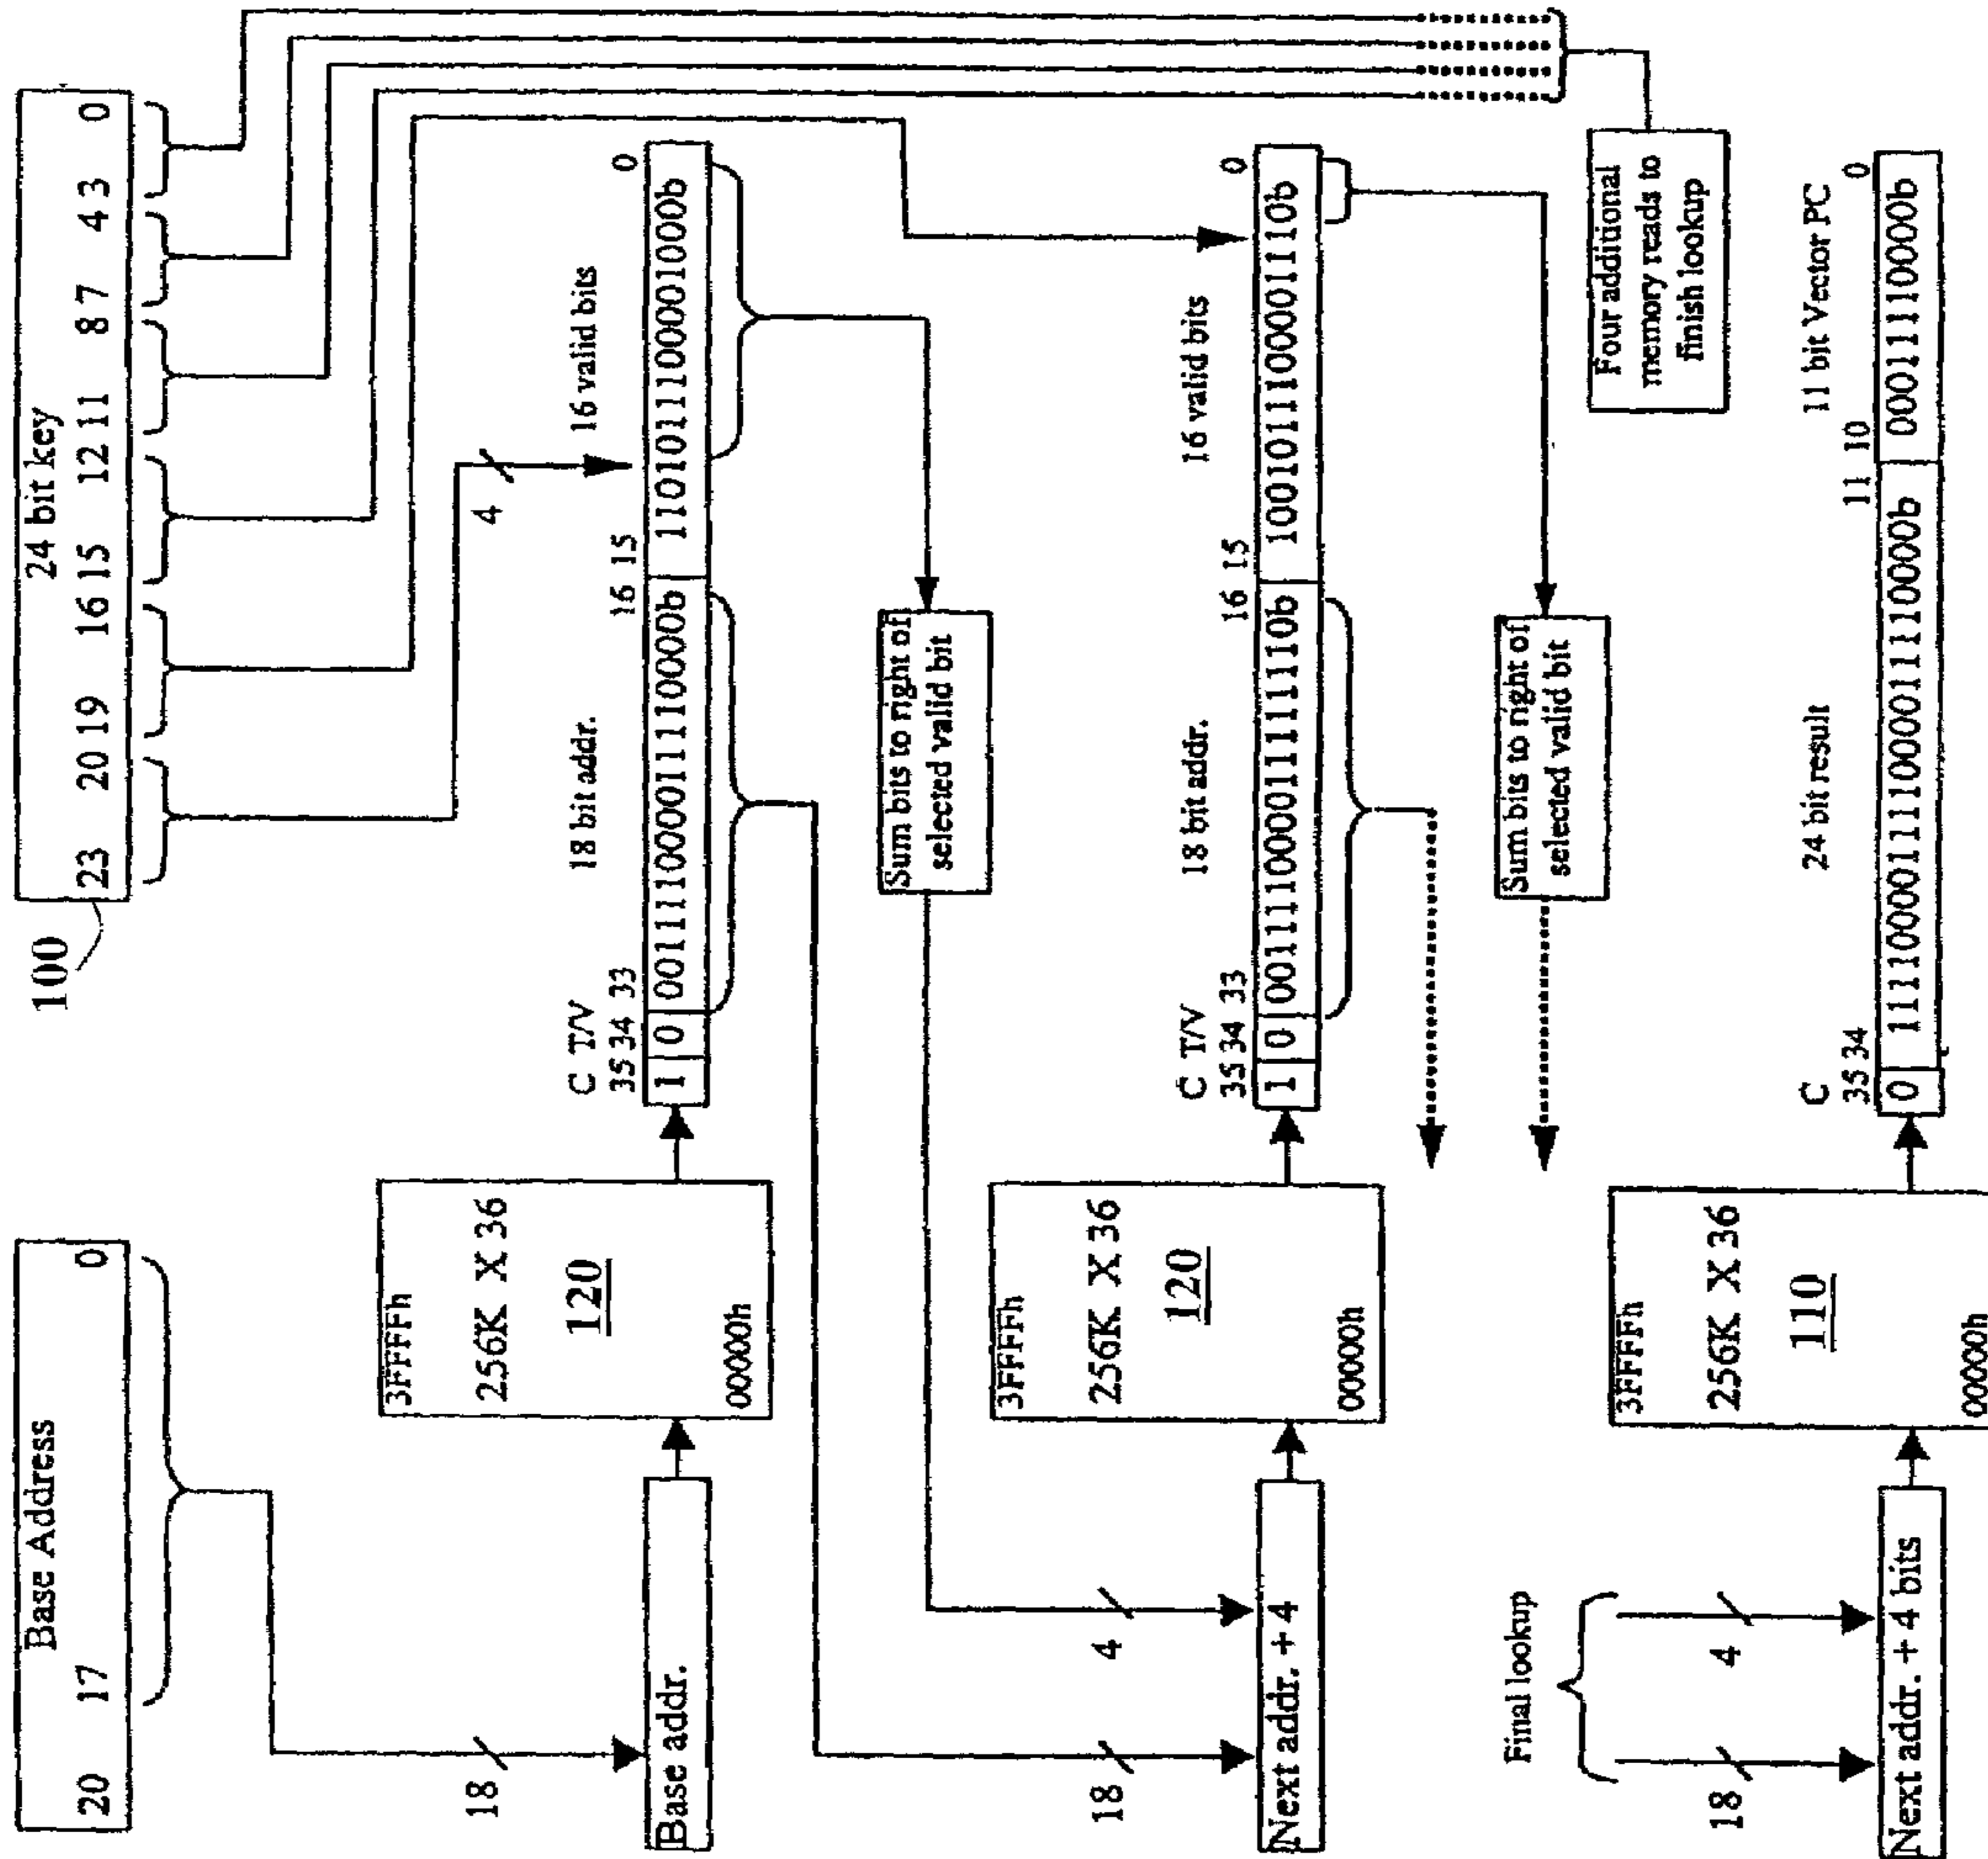 Base Address
20 17 0
24 bit key
23 20 19 16 15 12 11 8 7 4 3 0
100
18
Base addr.
3FFFFh
256K X 36
120
00000h
C T/V
35 34 33
18 bit addr.
16 15
16 valid bits
0
1 0 001111000011110000b 1101011100001000b
4
Sum bits to right of
selected valid bit
18
4
Next addr. + 4
3FFFFh
256K X 36
120
00000h
C T/V
35 34 33
18 bit addr.
16 15
16 valid bits
0
1 0
Sum bits to right of
selected valid bit
Four additional
memory reads to
finish lookup
Final lookup
18
4
Next addr. + 4 bits
3FFFFh
256K X 36
110
00000h
C
35 34
24 bit result
11 10
11 bit Vector PC
0
0